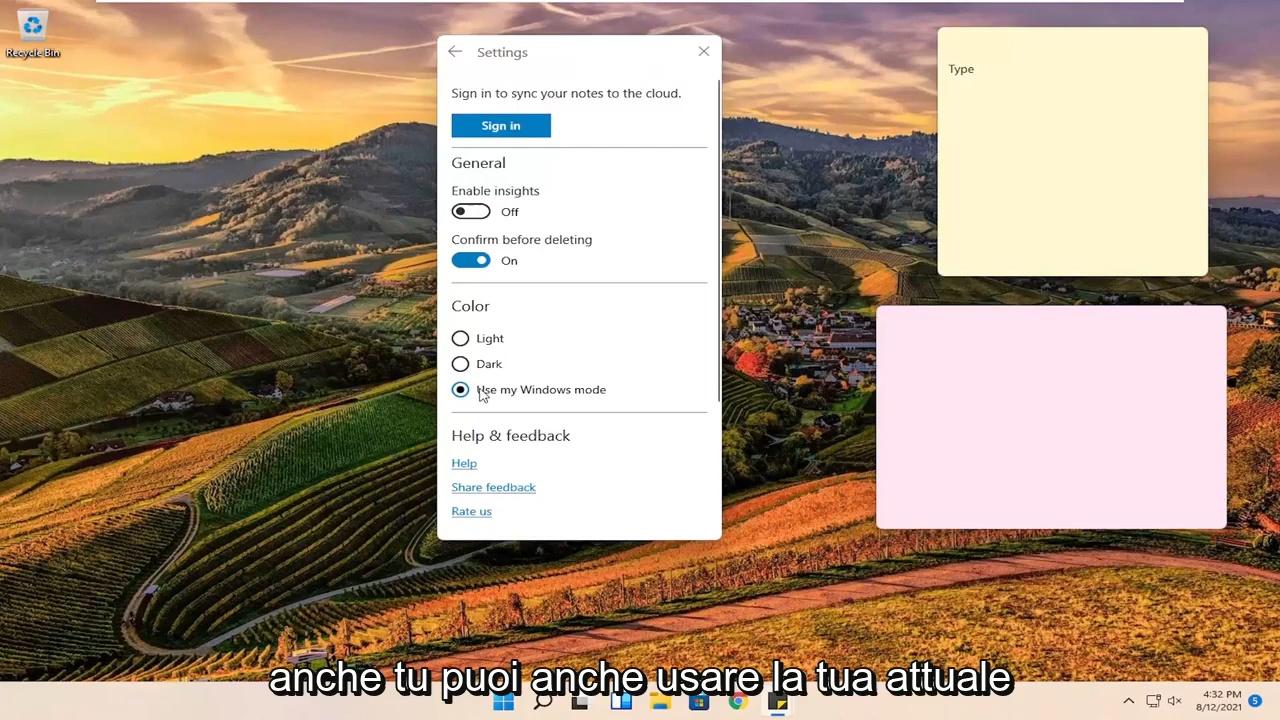 Recycle Bin
Settings
Sign in to sync your notes to the cloud.
Sign in
General
Enable insights
Off
Confirm before deleting
On
Color
Light
Dark
Use my Windows mode
Help & feedback
Help
Share feedback
Rate us
Type
anche tu puoi anche usare la tua attuale
4:32 PM
8/12/2021
5